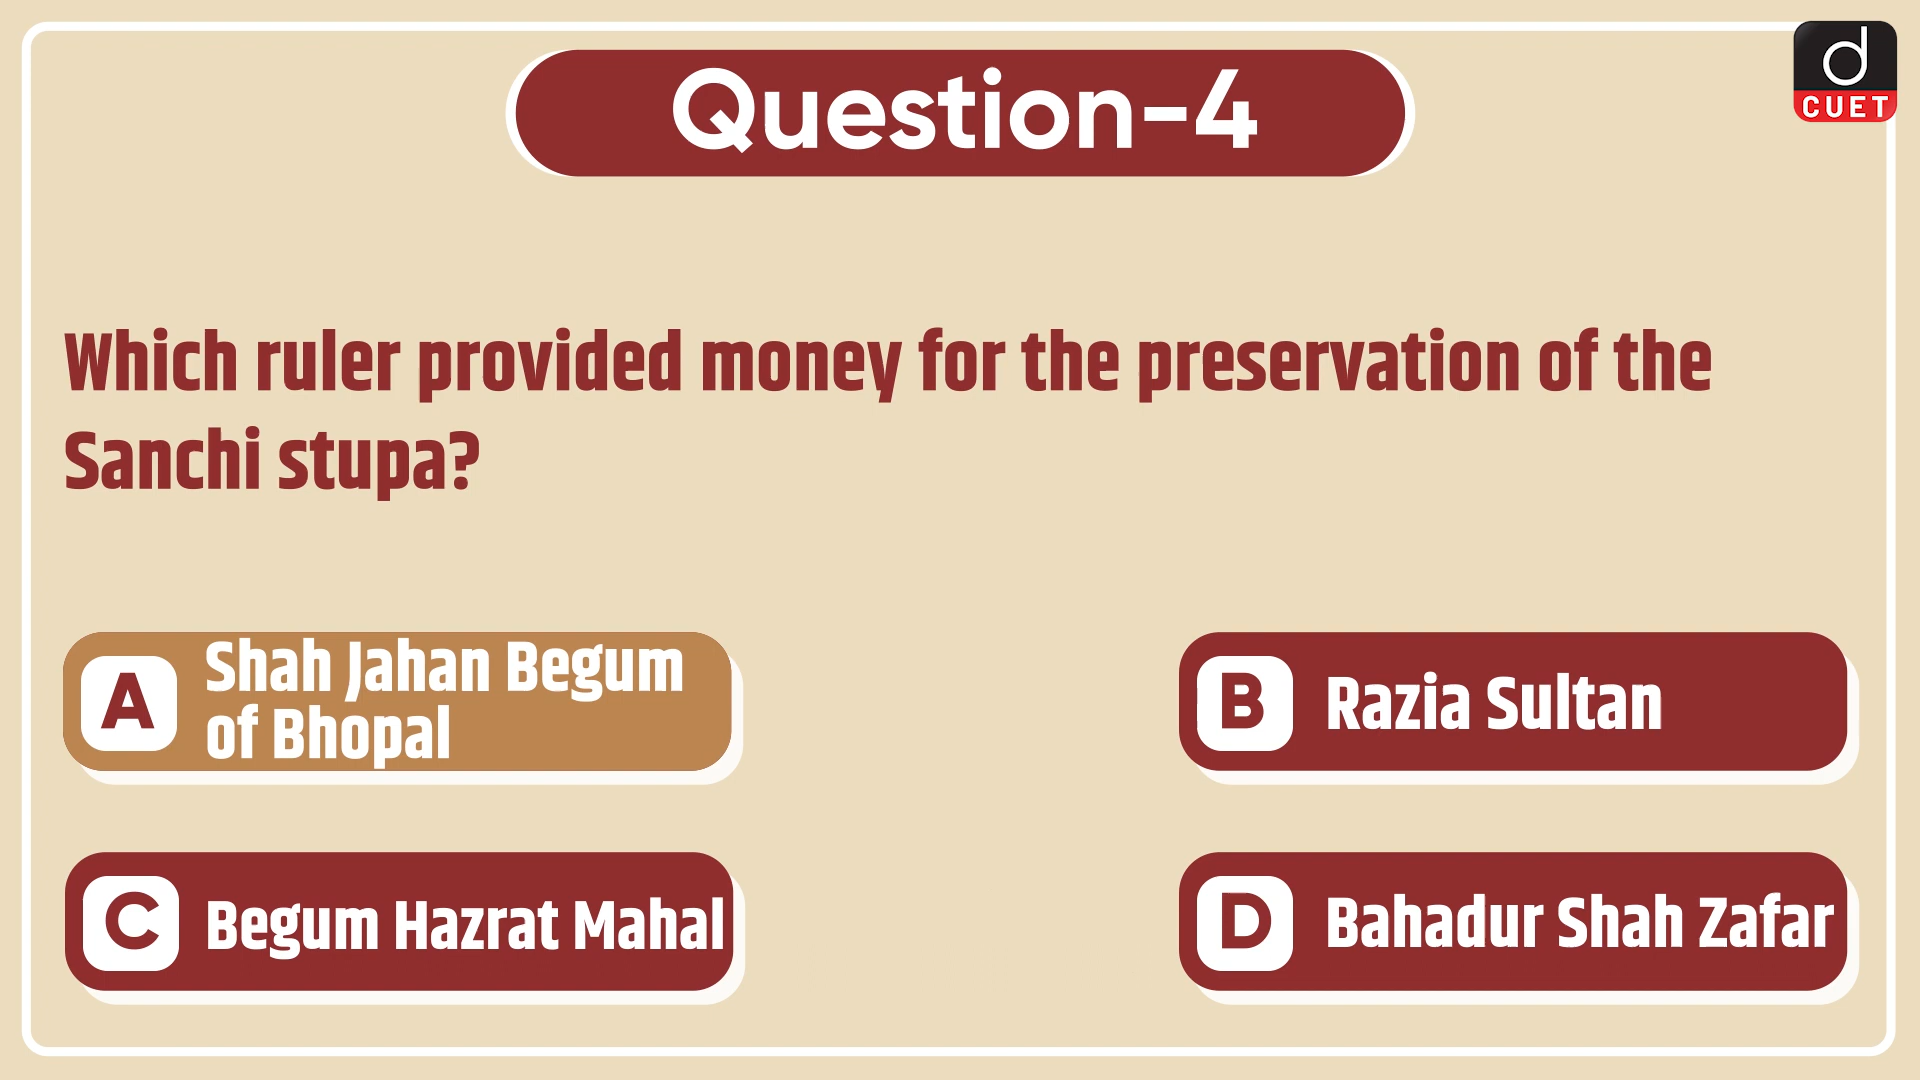 Question-4
d
CUET
Which ruler provided money for the preservation of the
Sanchi stupa?
A
Shah Jahan Begum
of Bhopal
B
Razia Sultan
C
Begum Hazrat Mahal
D
Bahadur Shah Zafar